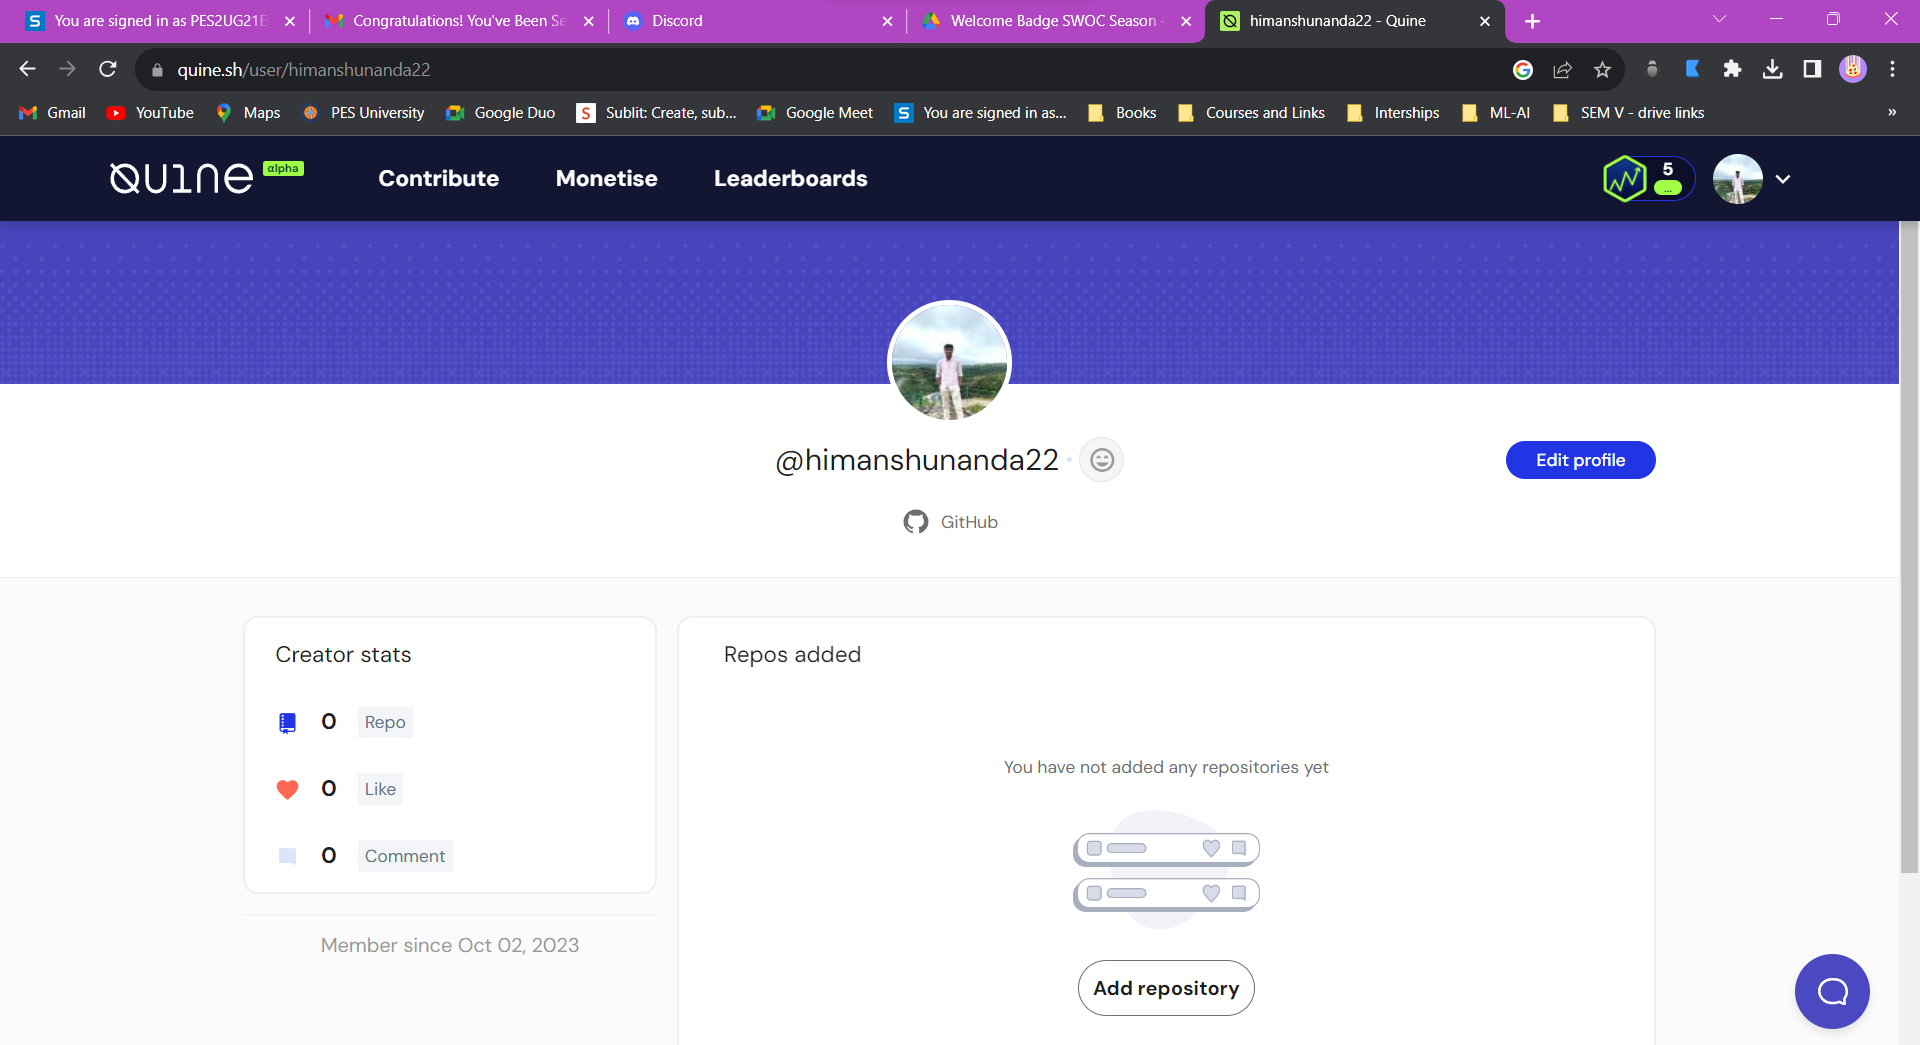 You are signed in as PES2UG21E
Congratulations! You've Been Se
Discord
Welcome Badge SWOC Season 4
himanshunanda22 - Quine
quine.sh/user/himanshunanda22
Gmail
YouTube
Maps
PES University
Google Duo
Sublit: Create, sub...
Google Meet
You are signed in as...
Books
Courses and Links
Interships
ML-AI
SEM V - drive links
»
Quine alpha
Contribute
Monetise
Leaderboards
5
...
@himanshunanda22
Edit profile
GitHub
Creator stats
0 Repo
0 Like
0 Comment
Member since Oct 02, 2023
Repos added
You have not added any repositories yet
Add repository